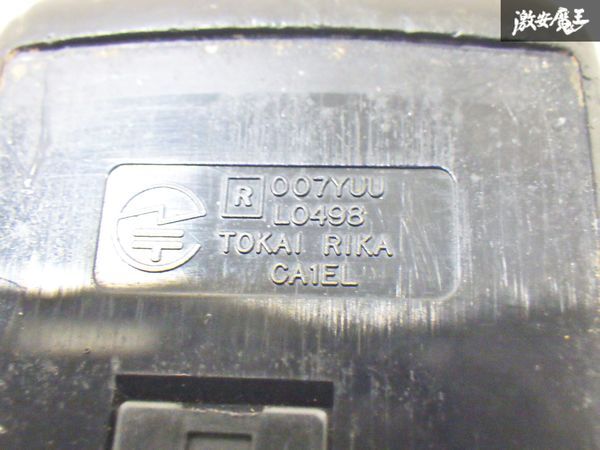 激安魔王
R 007YUU
L0498
TOKAI RIKA
CA1EL